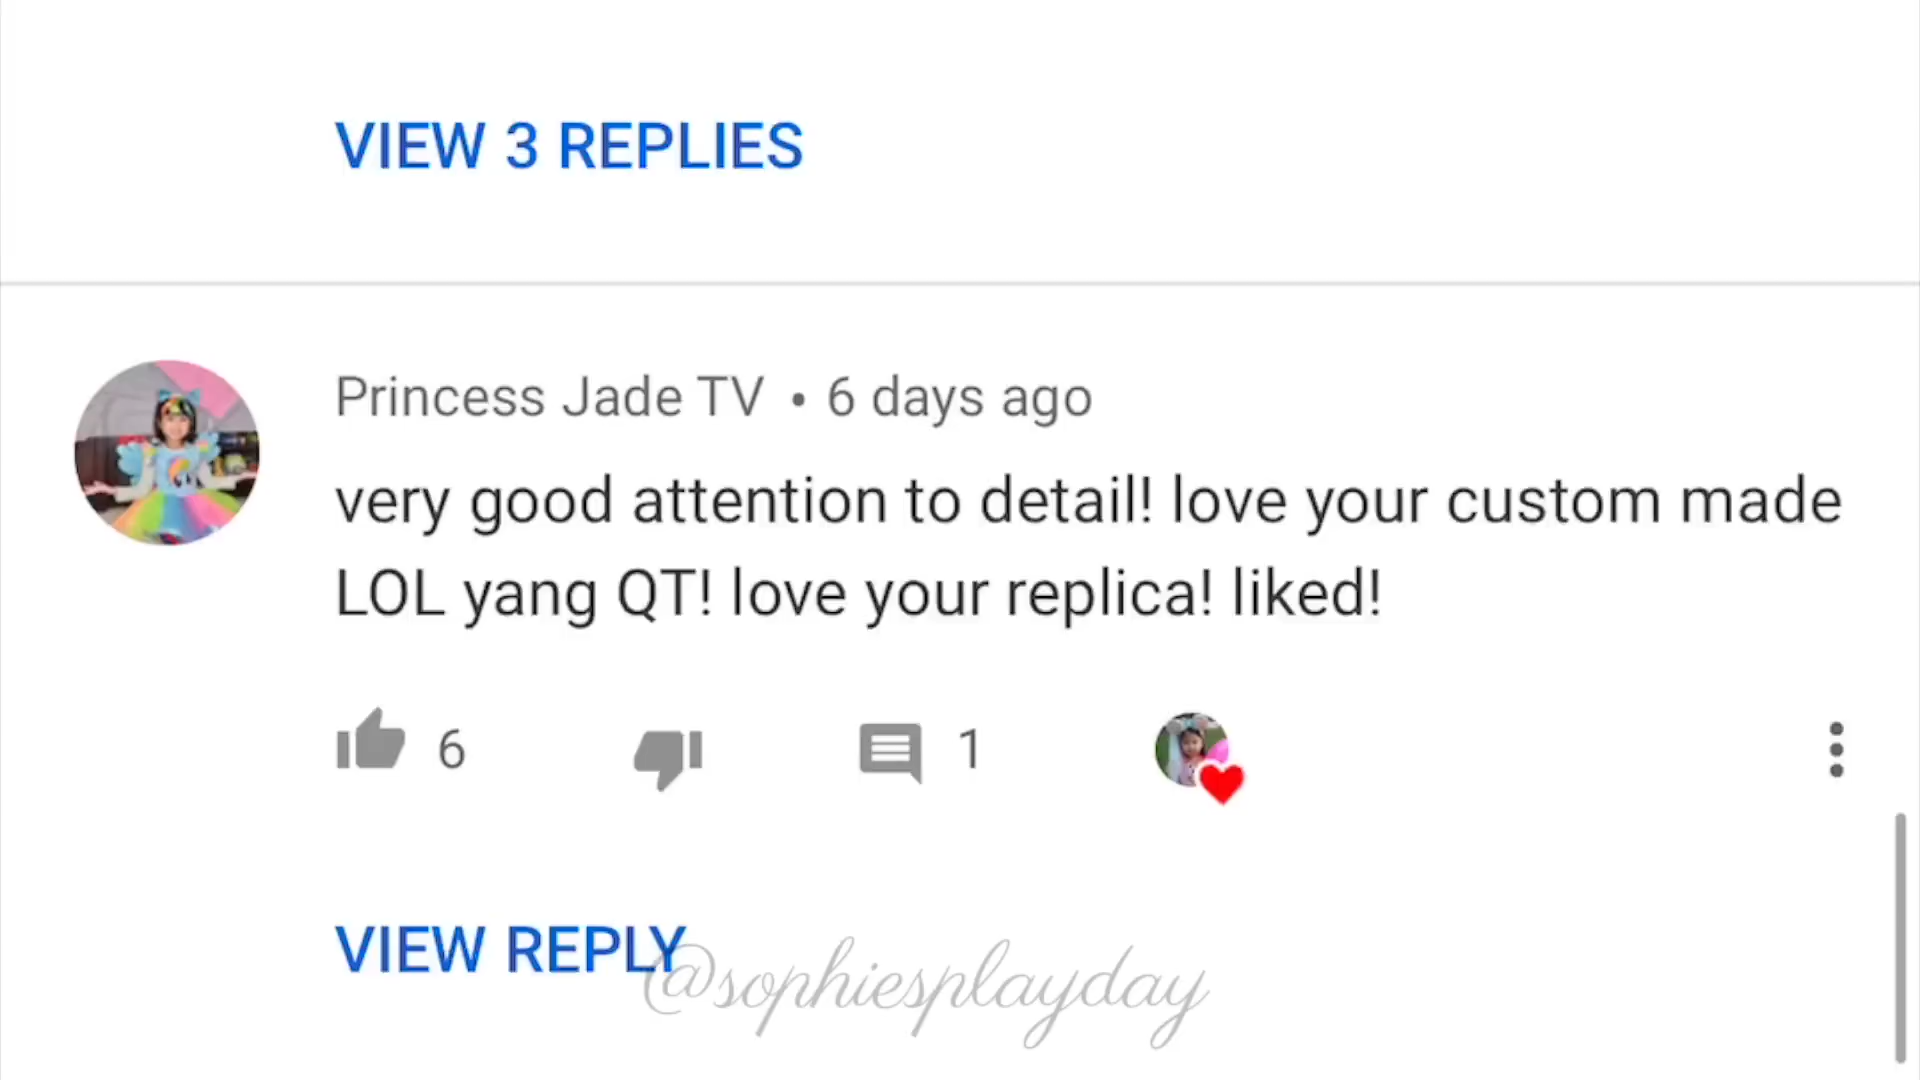 VIEW 3 REPLIES
Princess Jade TV • 6 days ago
very good attention to detail! love your custom made
LOL yang QT! love your replica! liked!
6
1
VIEW REPLY
@sophiesplayday